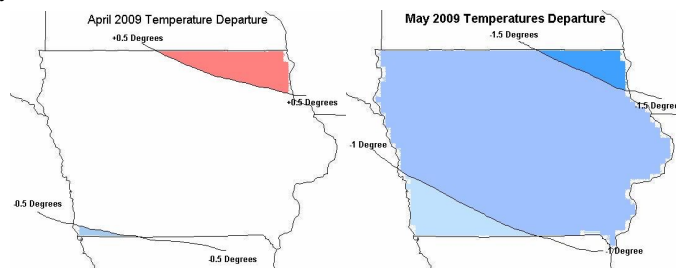 April 2009 Temperature Departure
May 2009 Temperatures Departure
+0.5 Degrees
-1.5 Degrees
+0.5 Degrees
-1.5 Degree
-1 Degree
-0.5 Degrees
-0.5 Degrees
-1 Degree